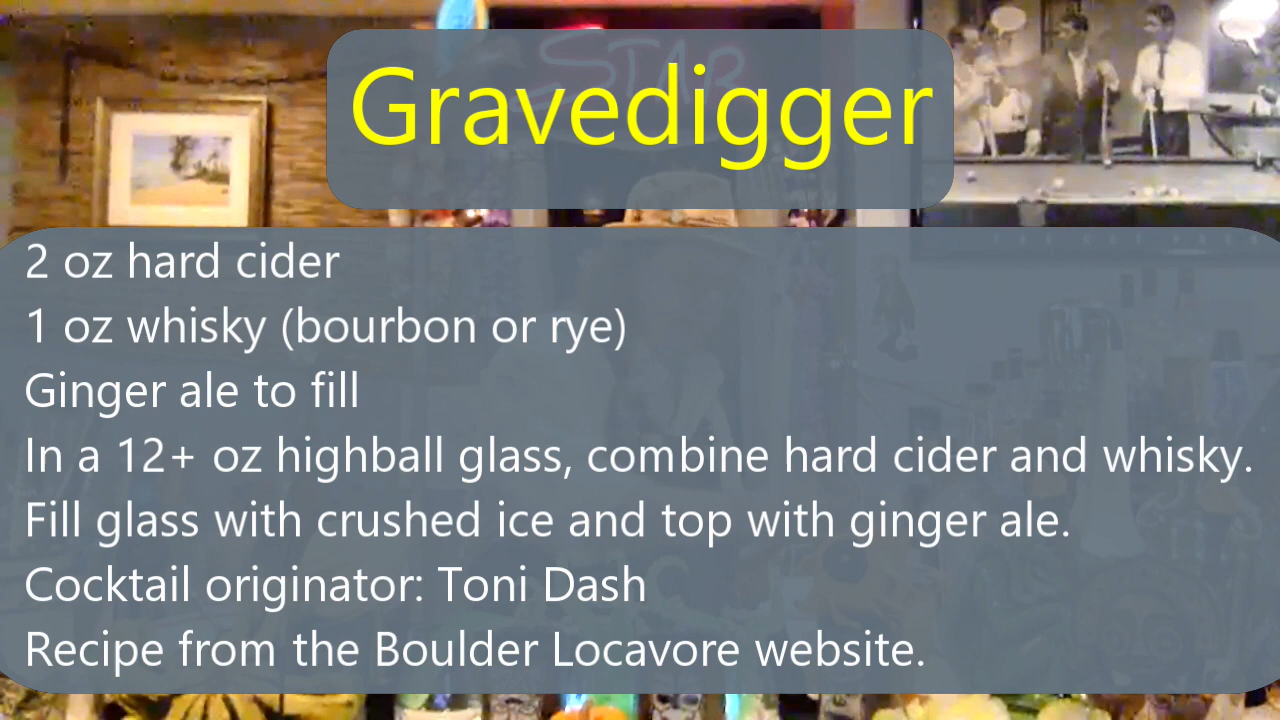 Gravedigger
2 oz hard cider
1 oz whisky (bourbon or rye)
Ginger ale to fill
In a 12+ oz highball glass, combine hard cider and whisky.
Fill glass with crushed ice and top with ginger ale.
Cocktail originator: Toni Dash
Recipe from the Boulder Locavore website.